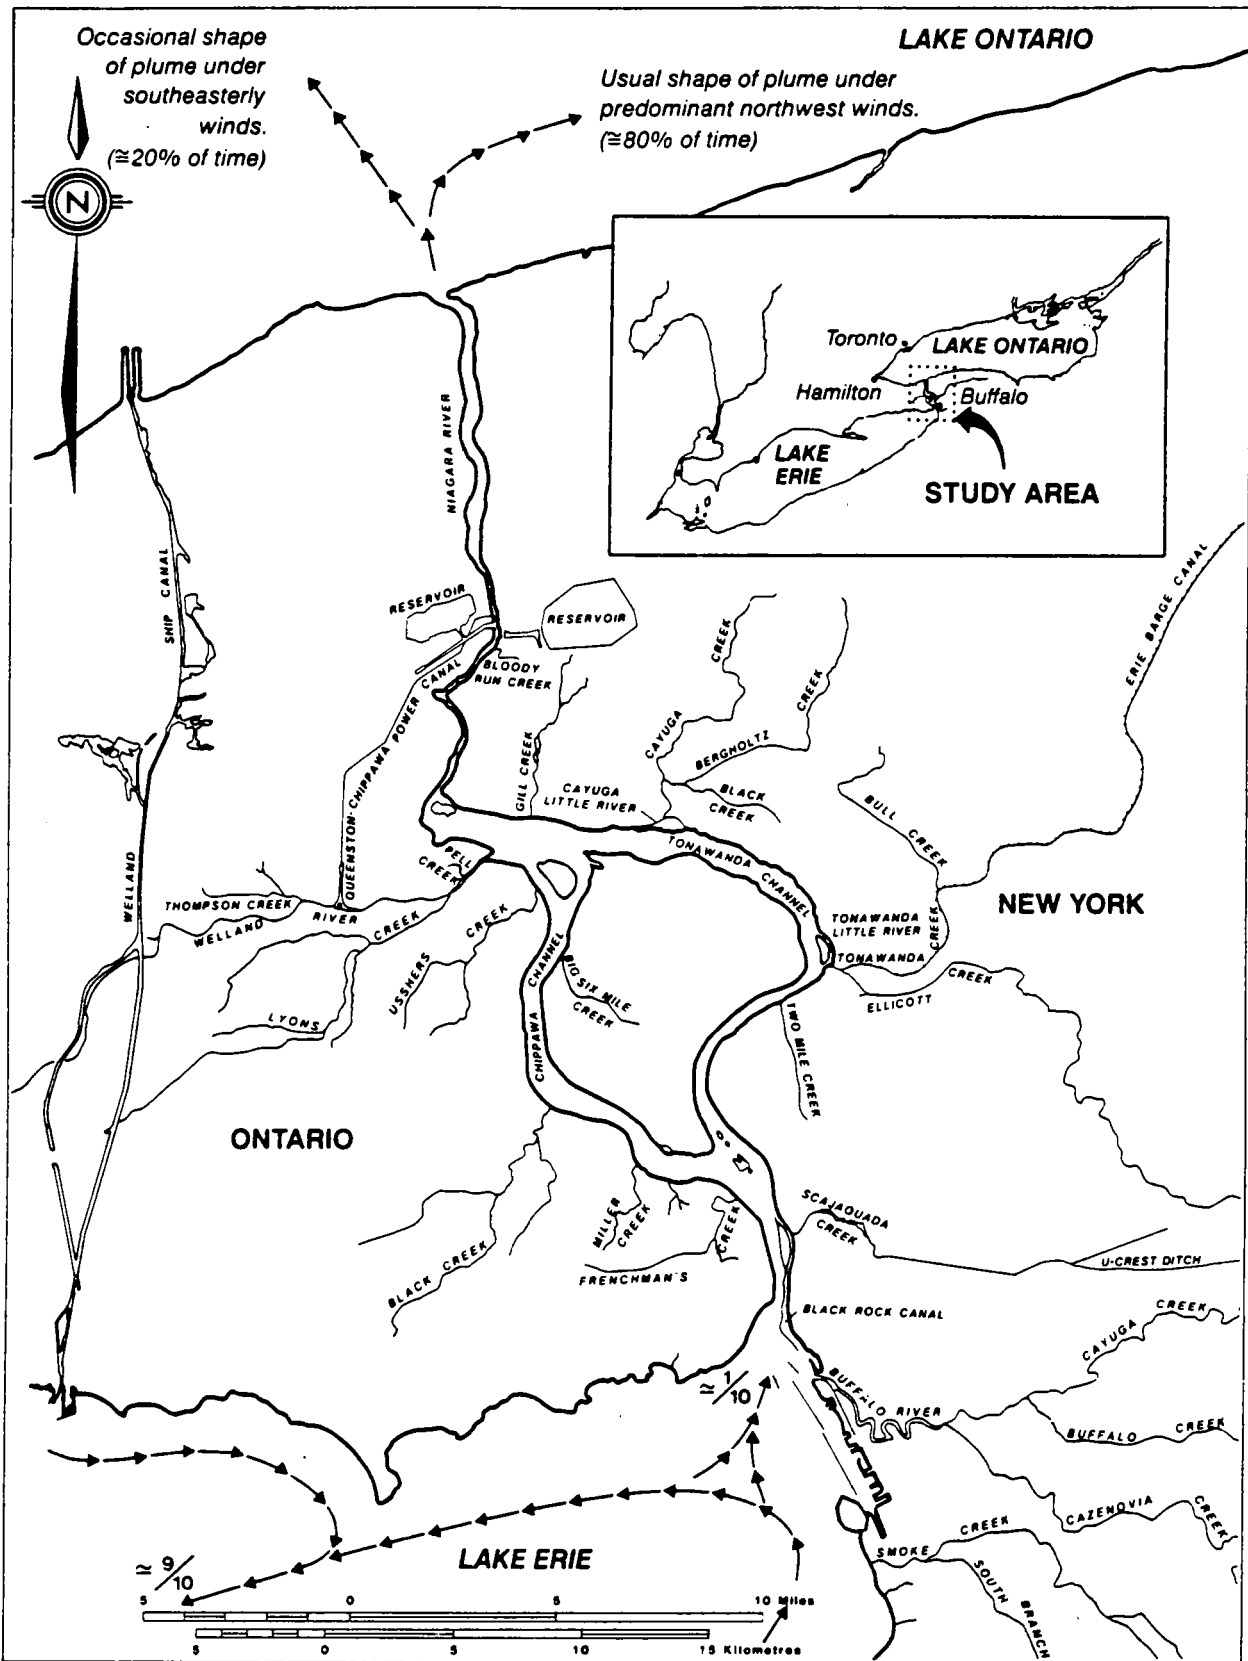 Occasional shape
of plume under
southeasterly
winds.
(≅20% of time)
LAKE ONTARIO
Usual shape of plume under
predominant northwest winds.
(≅80% of time)
N
Toronto
LAKE ONTARIO
Hamilton
Buffalo
LAKE
ERIE
STUDY AREA
NIAGARA RIVER
SHIP CANAL
WELLAND
RESERVOIR
RESERVOIR
BLOODY
RUN CREEK
QUEENSTON-CHIPPAWA POWER CANAL
GILL CREEK
CAYUGA
LITTLE RIVER
CAYUGA CREEK
BERGHOLTZ CREEK
BLACK
CREEK
BULL CREEK
ERIE BARGE CANAL
TONAWANDA CHANNEL
PELL
CREEK
THOMPSON CREEK
WELLAND RIVER
LYONS CREEK
USSHERS CREEK
CHIPPAWA CHANNEL
BIG SIX MILE
CREEK
NEW YORK
TONAWANDA
LITTLE RIVER
TONAWANDA CREEK
ELLICOTT CREEK
TWO MILE CREEK
ONTARIO
BLACK CREEK
MILLER
CREEK
FRENCHMAN'S CREEK
SCAJAQUADA
CREEK
U-CREST DITCH
BLACK ROCK CANAL
CAYUGA CREEK
BUFFALO RIVER
BUFFALO CREEK
CAZENOVIA CREEK
SMOKE CREEK
SOUTH BRANCH
≅ 1/10
≅ 9/10
LAKE ERIE
5 0 5 10 Miles
5 0 5 10 15 Kilometres